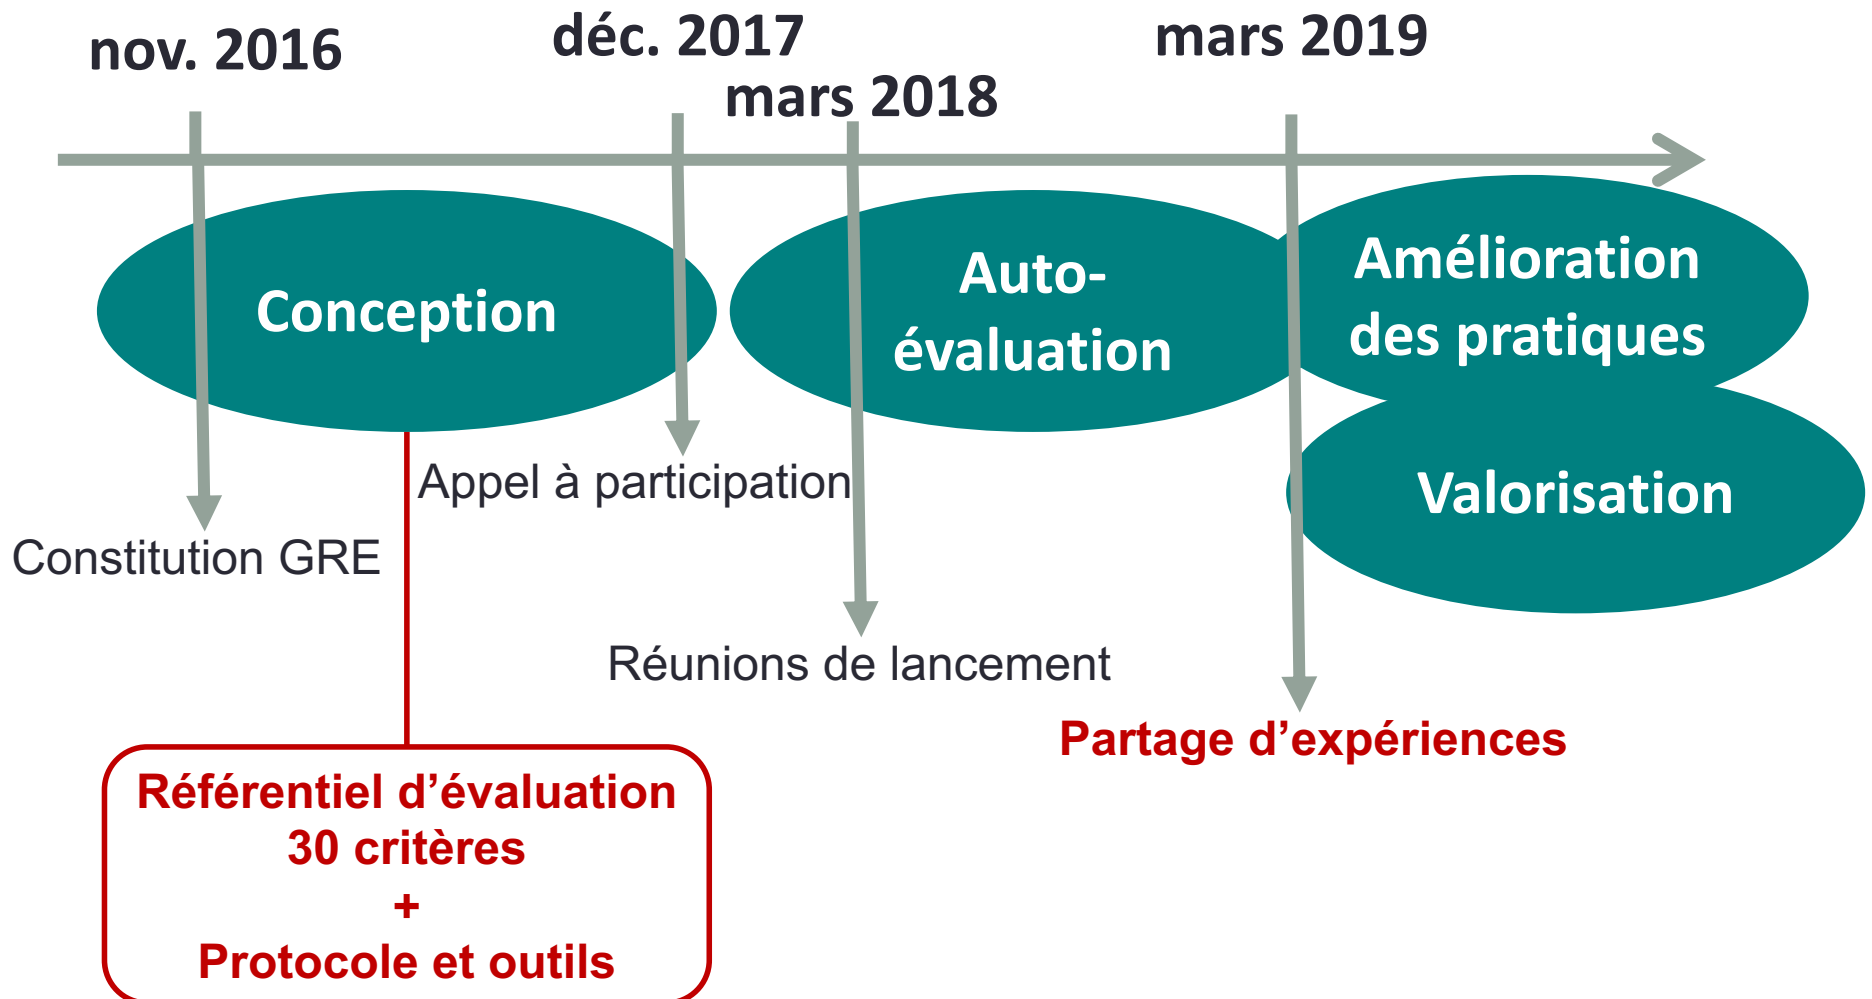 nov. 2016
déc. 2017
mars 2018
mars 2019
Conception
Auto-
évaluation
Amélioration
des pratiques
Valorisation
Appel à participation
Constitution GRE
Réunions de lancement
Partage d’expériences
Référentiel d’évaluation
30 critères
+
Protocole et outils